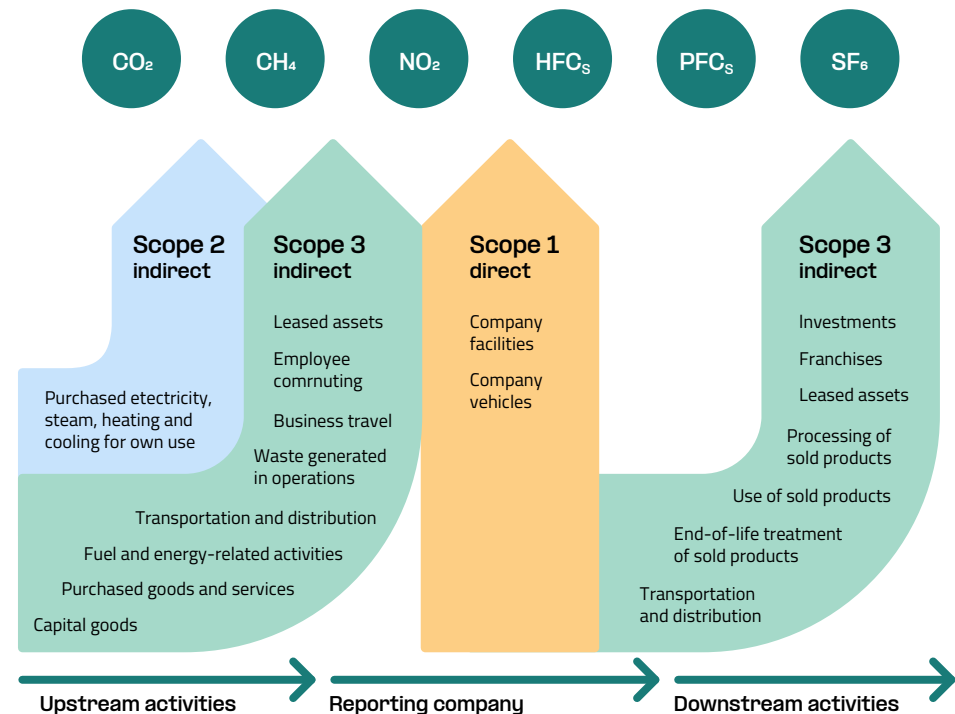 CO₂
CH₄
NO₂
HFCₛ
PFCₛ
SF₆
Scope 2
indirect
Purchased etectricity,
steam, heating and
cooling for own use
Scope 3
indirect
Leased assets
Employee
comrnuting
Business travel
Waste generated
in operations
Transportation and distribution
Fuel and energy-related activities
Purchased goods and services
Capital goods
Scope 1
direct
Company
facilities
Company
vehicles
Scope 3
indirect
Investments
Franchises
Leased assets
Processing of
sold products
Use of sold products
End-of-life treatment
of sold products
Transportation
and distribution
Upstream activities
Reporting company
Downstream activities